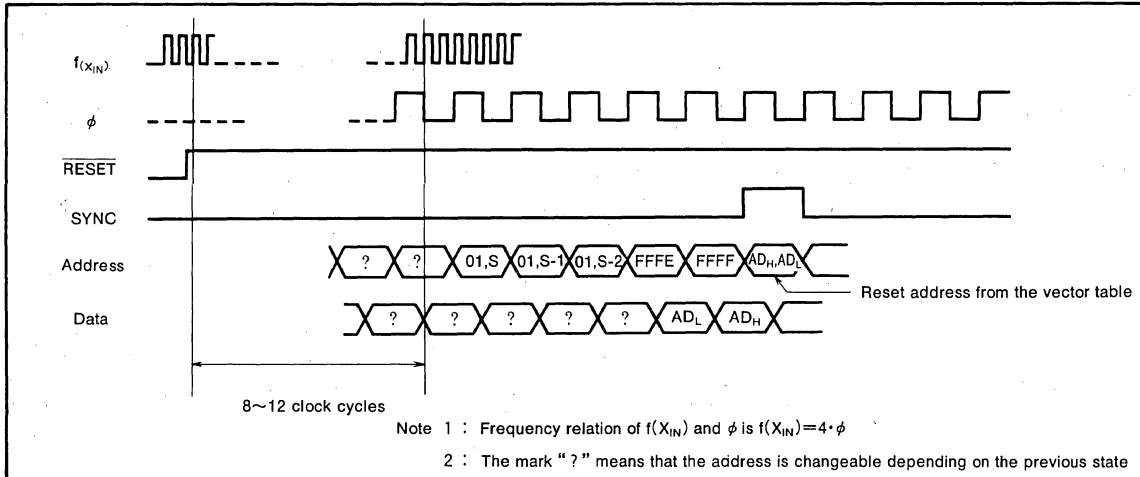 f(XIN)
ϕ
RESET
SYNC
Address
? ? 01,S 01,S-1 01,S-2 FFFE FFFF ADH,ADL
Reset address from the vector table
Data
? ? ? ? ? ADL ADH
8~12 clock cycles
Note 1 : Frequency relation of f(XIN) and ϕ is f(XIN)=4·ϕ
2 : The mark “?” means that the address is changeable depending on the previous state